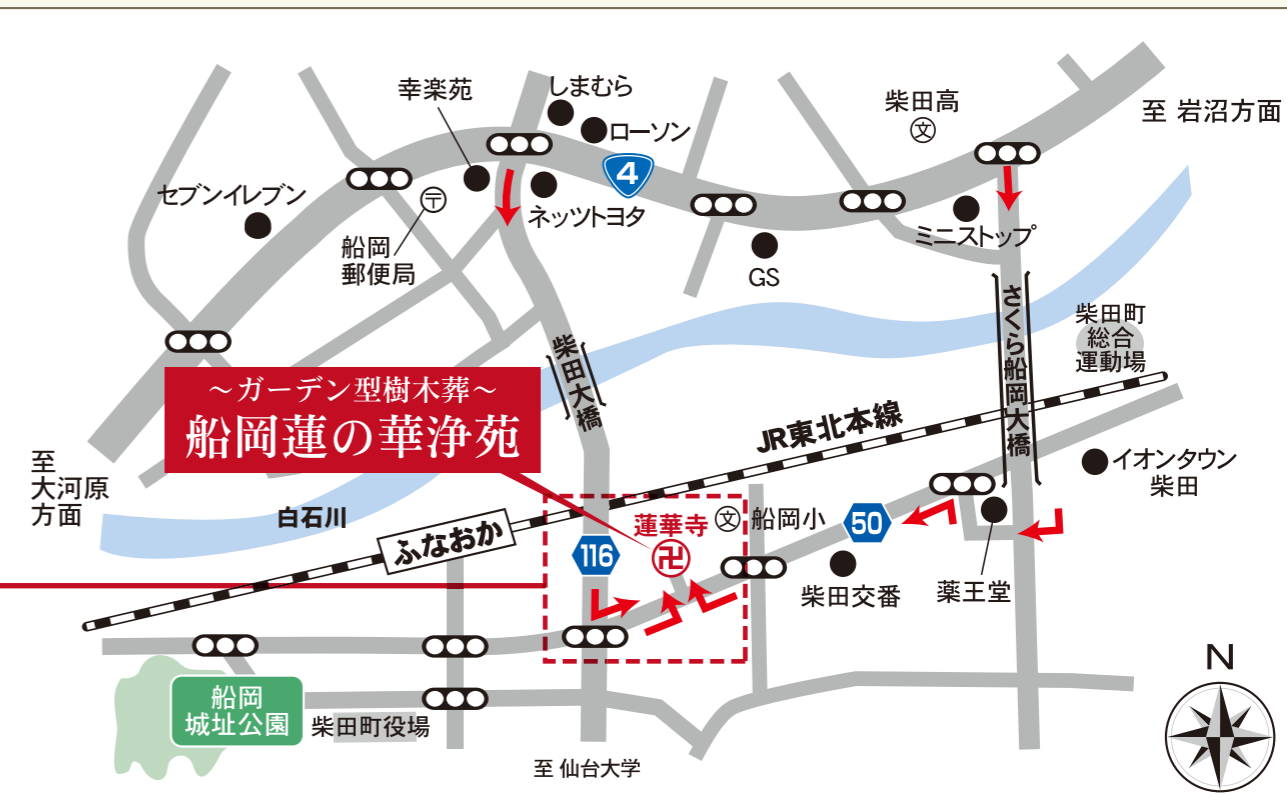 幸楽苑
しまむら
ローソン
柴田高
文
至 岩沼方面
4
セブンイレブン
〒
船岡
郵便局
ネッツトヨタ
GS
ミニストップ
さくら船岡大橋
柴田町
総合
運動場
柴田大橋
～ガーデン型樹木葬～
船岡蓮の華浄苑
JR東北本線
至
大河原
方面
白石川
ふなおか
イオンタウン
柴田
116
蓮華寺
卍
文
船岡小
50
柴田交番
薬王堂
船岡
城址公園
柴田町役場
至 仙台大学
N